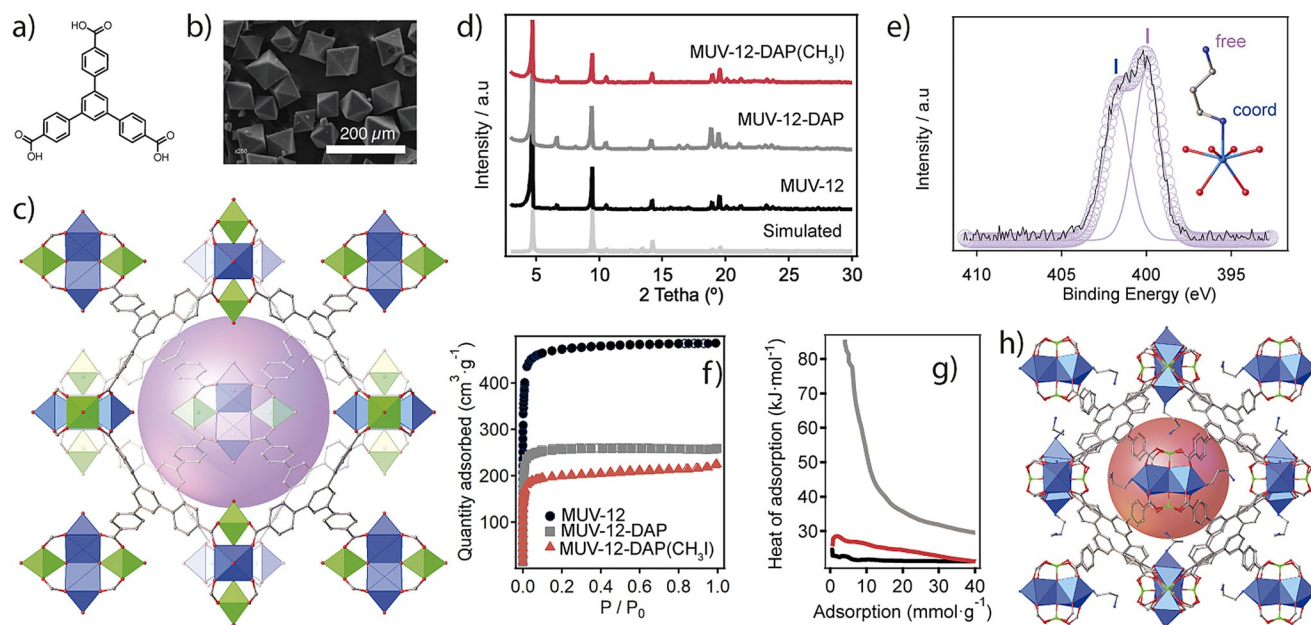 a)
O
OH
O
OH
O
HO
b)
200 µm
x250
c)
d)
Intensity / a.u
MUV-12-DAP(CH₃I)
MUV-12-DAP
MUV-12
Simulated
5 10 15 20 25 30
2 Tetha (º)
e)
Intensity / a.u
free
coord
410 405 402 400 395
Binding Energy (eV)
f)
Quantity adsorbed (cm³·g⁻¹)
400
300
200
100
MUV-12
MUV-12-DAP
MUV-12-DAP(CH₃I)
0.0 0.2 0.4 0.6 0.8 1.0
P / P₀
g)
Heat of adsorption (kJ·mol⁻¹)
80
70
60
50
40
30
0 10 20 30 40
Adsorption (mmol·g⁻¹)
h)